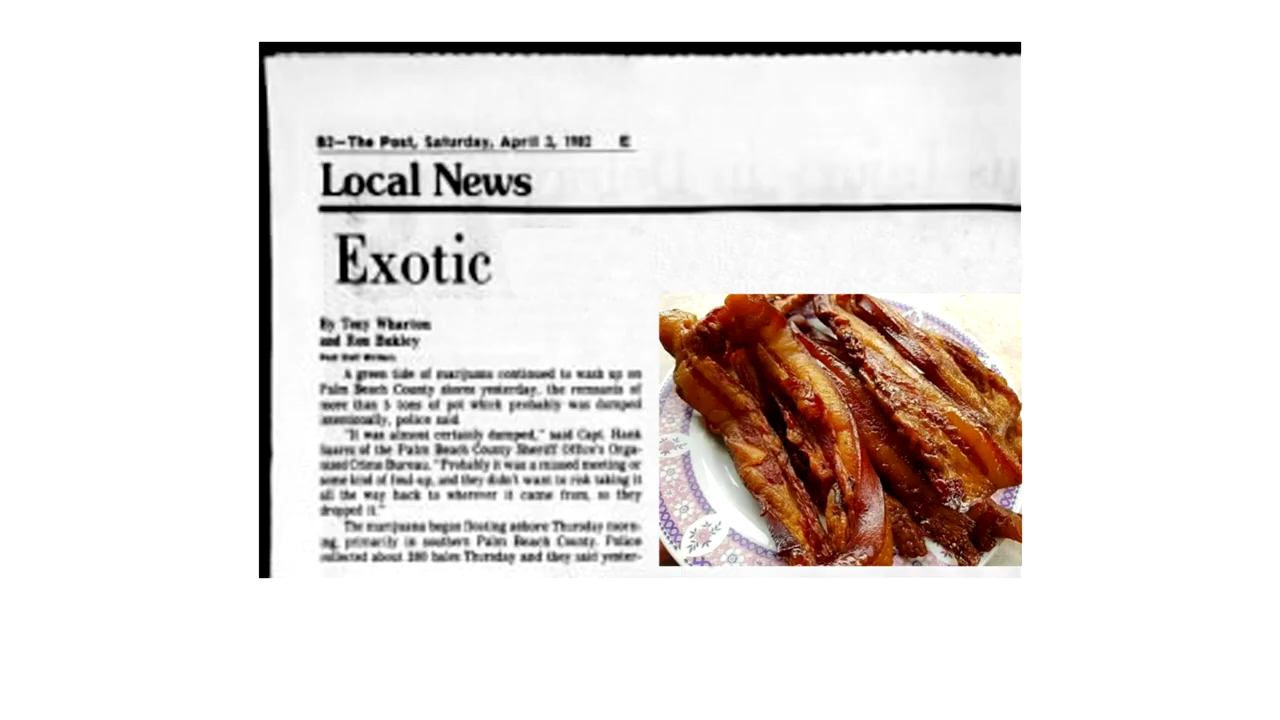 B2—The Post, Saturday, April 3, 1982 E
Local News
Exotic
By Tony Wharton
and Ron Bukley
Post Staff Writers
A green tide of marijuana continued to wash up on
Palm Beach County shores yesterday, the remnants of
more than 5 tons of pot which probably was dumped
intentionally, police said.
"It was almost certainly dumped," said Capt. Hank
of the Palm Beach County Sheriff Office's Orga-
nized Crime Bureau. "Probably it was a missed meeting or
some kind of foul-up, and they didn't want to risk taking it
all the way back to wherever it came from, so they
dropped it."
The marijuana began floating ashore Thursday morn-
ing, primarily in southern Palm Beach County. Police
collected about 180 bales Thursday and they said yester-